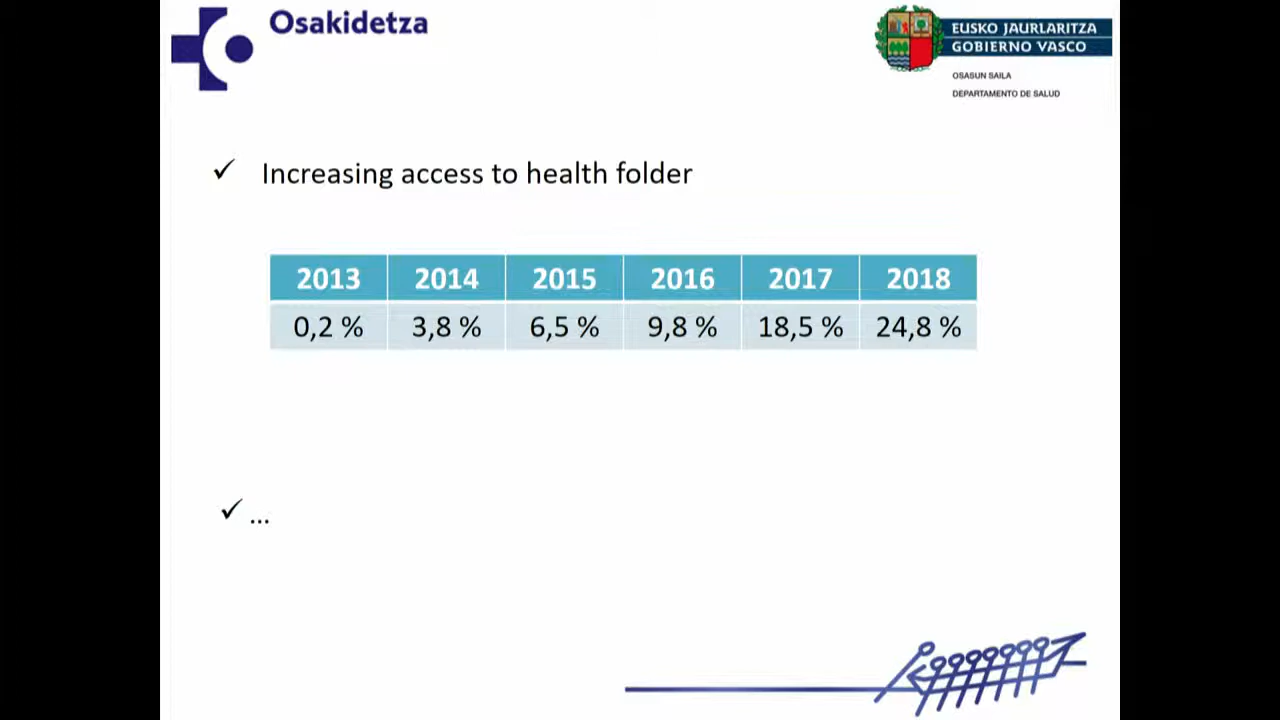 Osakidetza
EUSKO JAURLARITZA
GOBIERNO VASCO
OSASUN SAILA
DEPARTAMENTO DE SALUD
✓ Increasing access to health folder
2013 2014 2015 2016 2017 2018
0,2 % 3,8 % 6,5 % 9,8 % 18,5 % 24,8 %
✓ ...